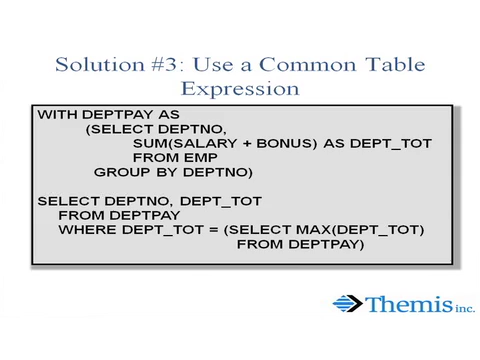 Solution #3: Use a Common Table
Expression
WITH DEPTPAY AS
(SELECT DEPTNO,
SUM(SALARY + BONUS) AS DEPT_TOT
FROM EMP
GROUP BY DEPTNO)
SELECT DEPTNO, DEPT_TOT
FROM DEPTPAY
WHERE DEPT_TOT = (SELECT MAX(DEPT_TOT)
FROM DEPTPAY)
Themis inc.